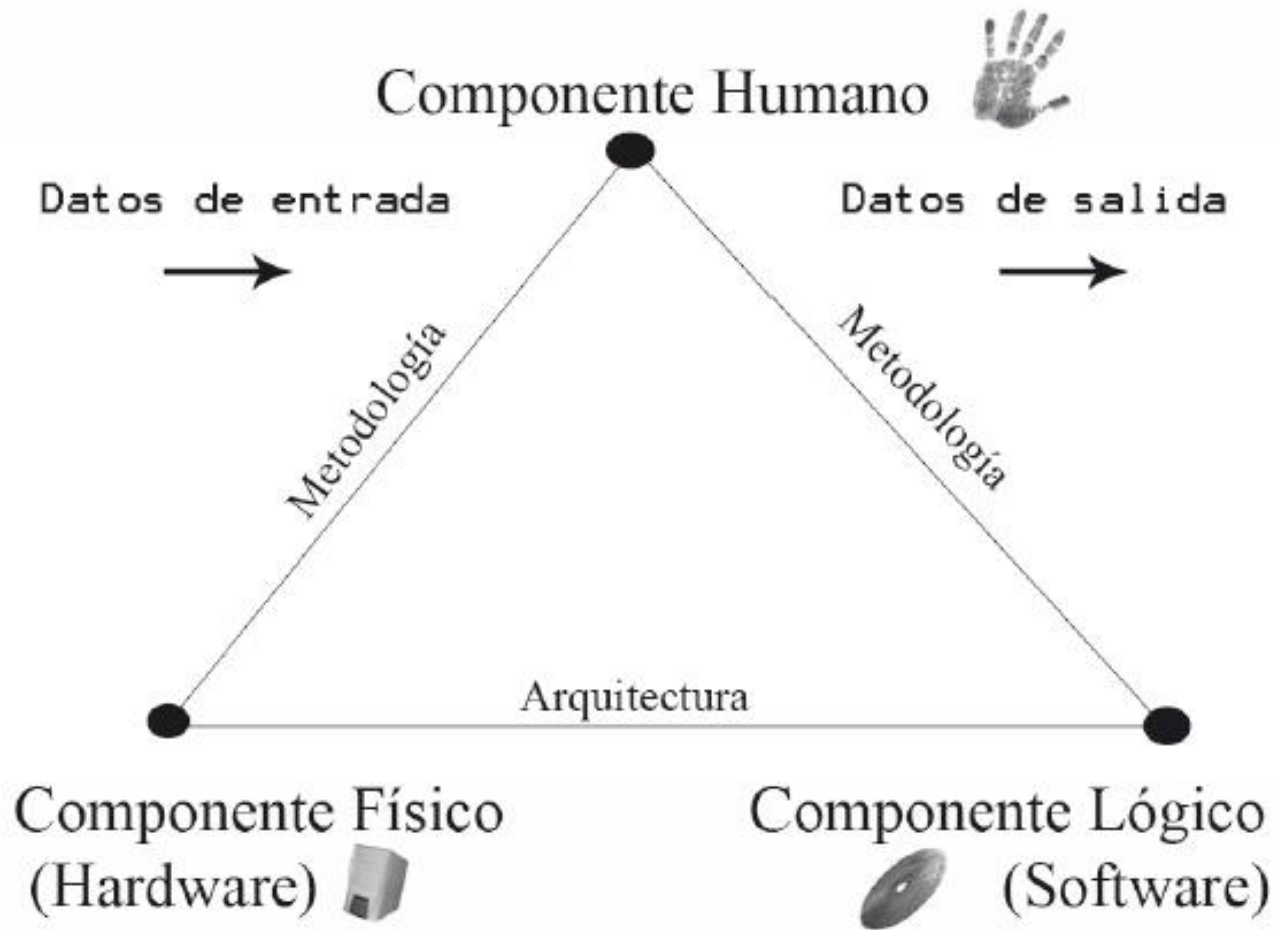 Componente Humano
Datos de entrada
Datos de salida
Metodología
Metodología
Arquitectura
Componente Físico
(Hardware)
Componente Lógico
(Software)